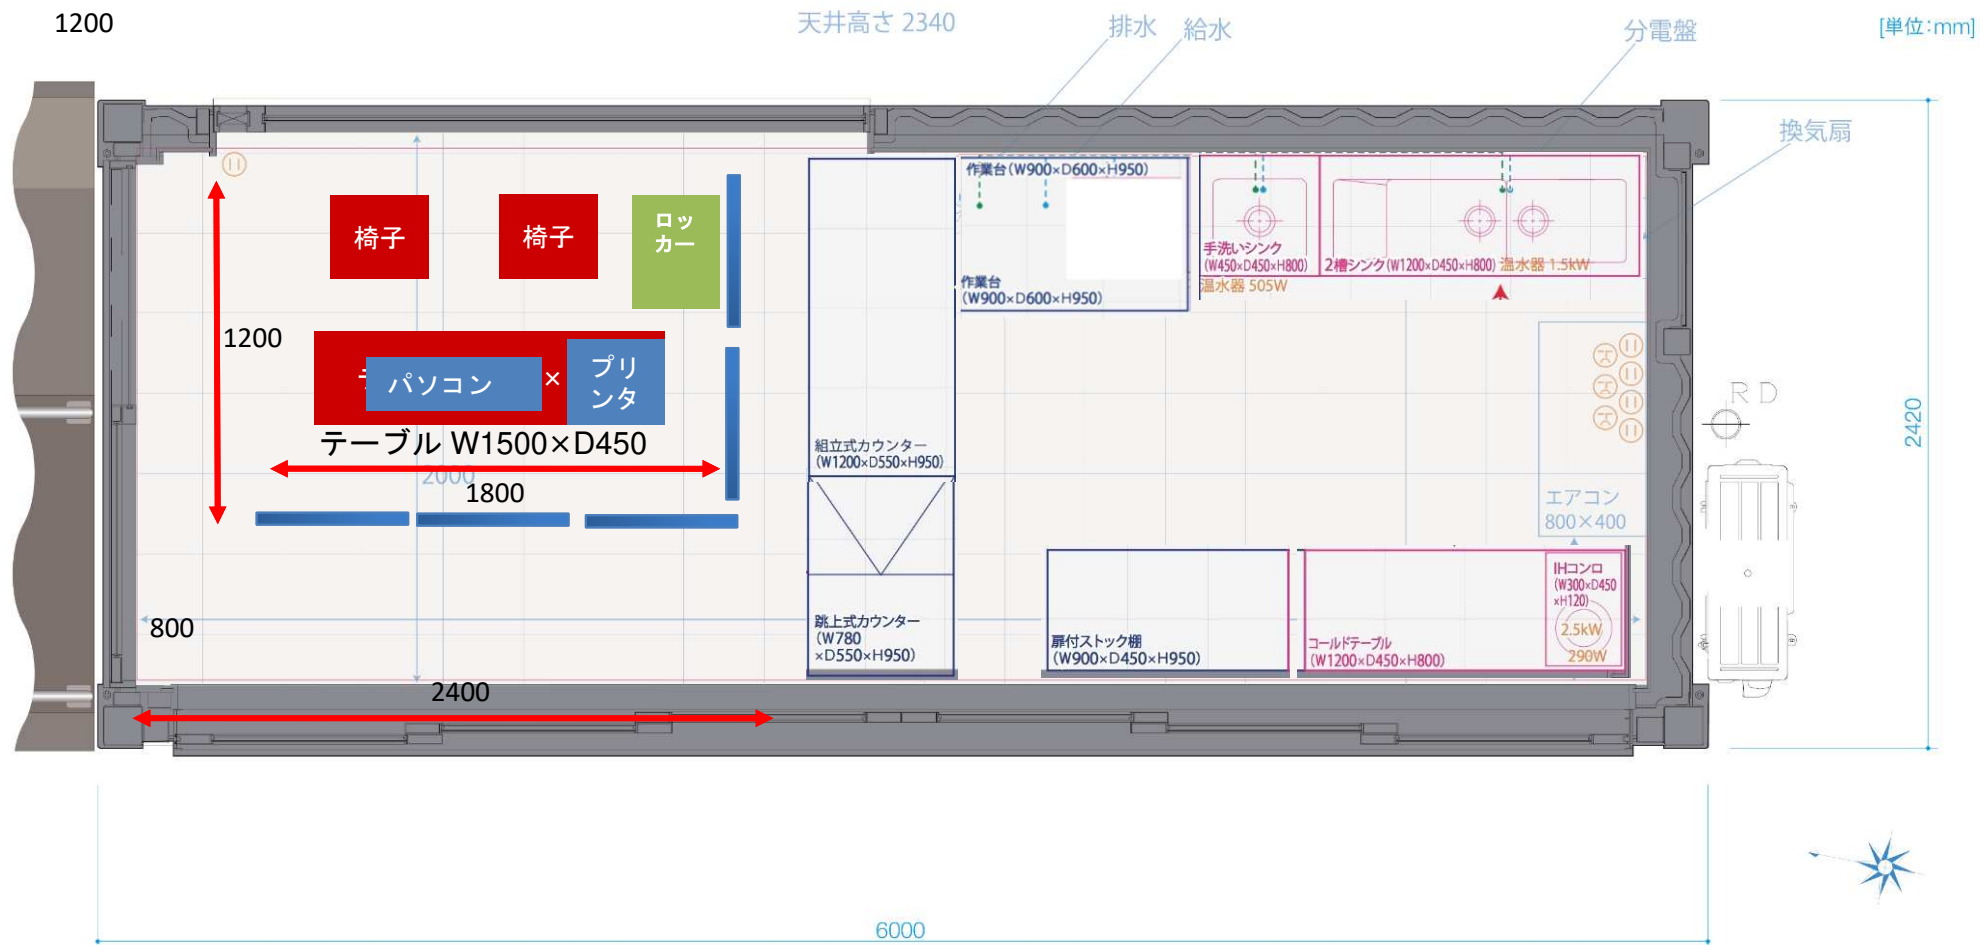 1200
天井高さ 2340
排水
給水
分電盤
[単位:mm]
換気扇
椅子
椅子
ロッ
カー
作業台(W900×D600×H950)
手洗いシンク
(W450×D450×H800)
2槽シンク(W1200×D450×H800) 温水器 1.5kW
温水器 505W
作業台
(W900×D600×H950)
1200
パソコン
×
プリ
ンタ
テーブル W1500×D450
2000
1800
組立式カウンター
(W1200×D550×H950)
RD
2420
エアコン
800×400
800
跳上式カウンター
(W780
×D550×H950)
扉付ストック棚
(W900×D450×H950)
コールドテーブル
(W1200×D450×H800)
IHコンロ
(W300×D450
×H120)
2.5kW
290W
2400
6000